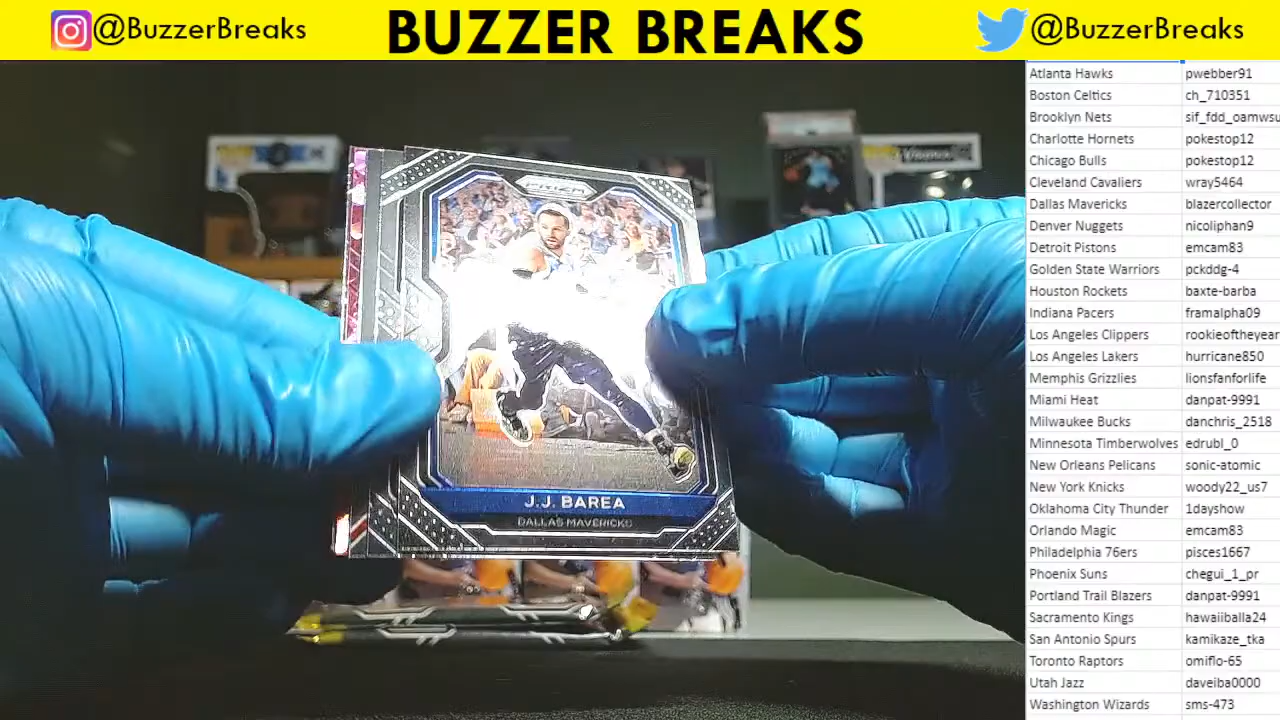 @BuzzerBreaks
BUZZER BREAKS
@BuzzerBreaks
Atlanta Hawks pwebber91
Boston Celtics ch_710351
Brooklyn Nets sif_fdd_oamwsu
Charlotte Hornets pokestop12
Chicago Bulls pokestop12
Cleveland Cavaliers wray5464
Dallas Mavericks blazercollector
Denver Nuggets nicoliphan9
Detroit Pistons emcam83
Golden State Warriors pckddg-4
Houston Rockets baxte-barba
Indiana Pacers framalpha09
Los Angeles Clippers rookieoftheyear
Los Angeles Lakers hurricane850
Memphis Grizzlies lionsfanforlife
Miami Heat danpat-9991
Milwaukee Bucks danchris_2518
Minnesota Timberwolves edrubl_0
New Orleans Pelicans sonic-atomic
New York Knicks woody22_us7
Oklahoma City Thunder 1dayshow
Orlando Magic emcam83
Philadelphia 76ers pisces1667
Phoenix Suns chegui_1_pr
Portland Trail Blazers danpat-9991
Sacramento Kings hawaiiballa24
San Antonio Spurs kamikaze_tka
Toronto Raptors omiflo-65
Utah Jazz daveiba0000
Washington Wizards sms-473
PRIZM
J.J. BAREA
DALLAS MAVERICKS